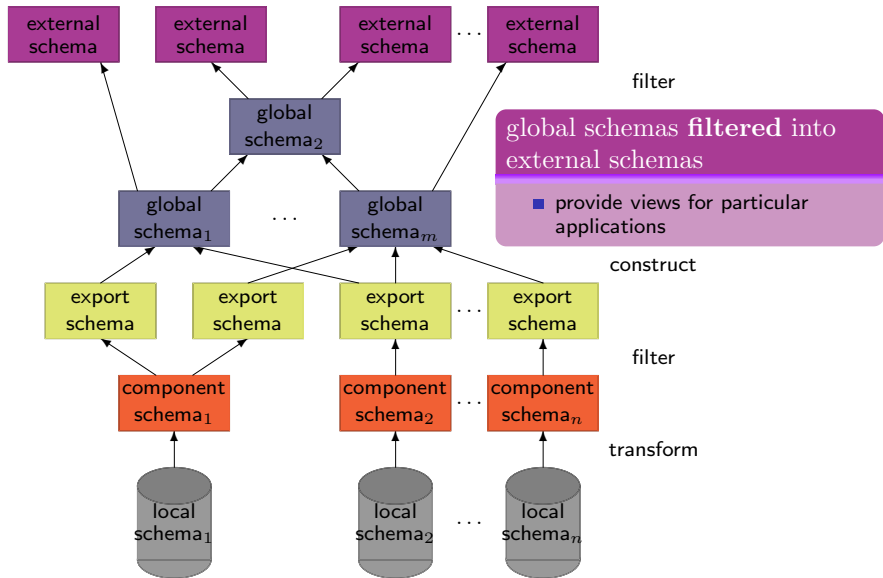 external external external ... external
schema schema schema schema
filter
global
schema2
global schemas filtered into
external schemas
provide views for particular
applications
global ... global
schema1 schemam
construct
export export export ... export
schema schema schema schema
filter
component component ... component
schema1 schema2 scheman
transform
local local ... local
schema1 schema2 scheman